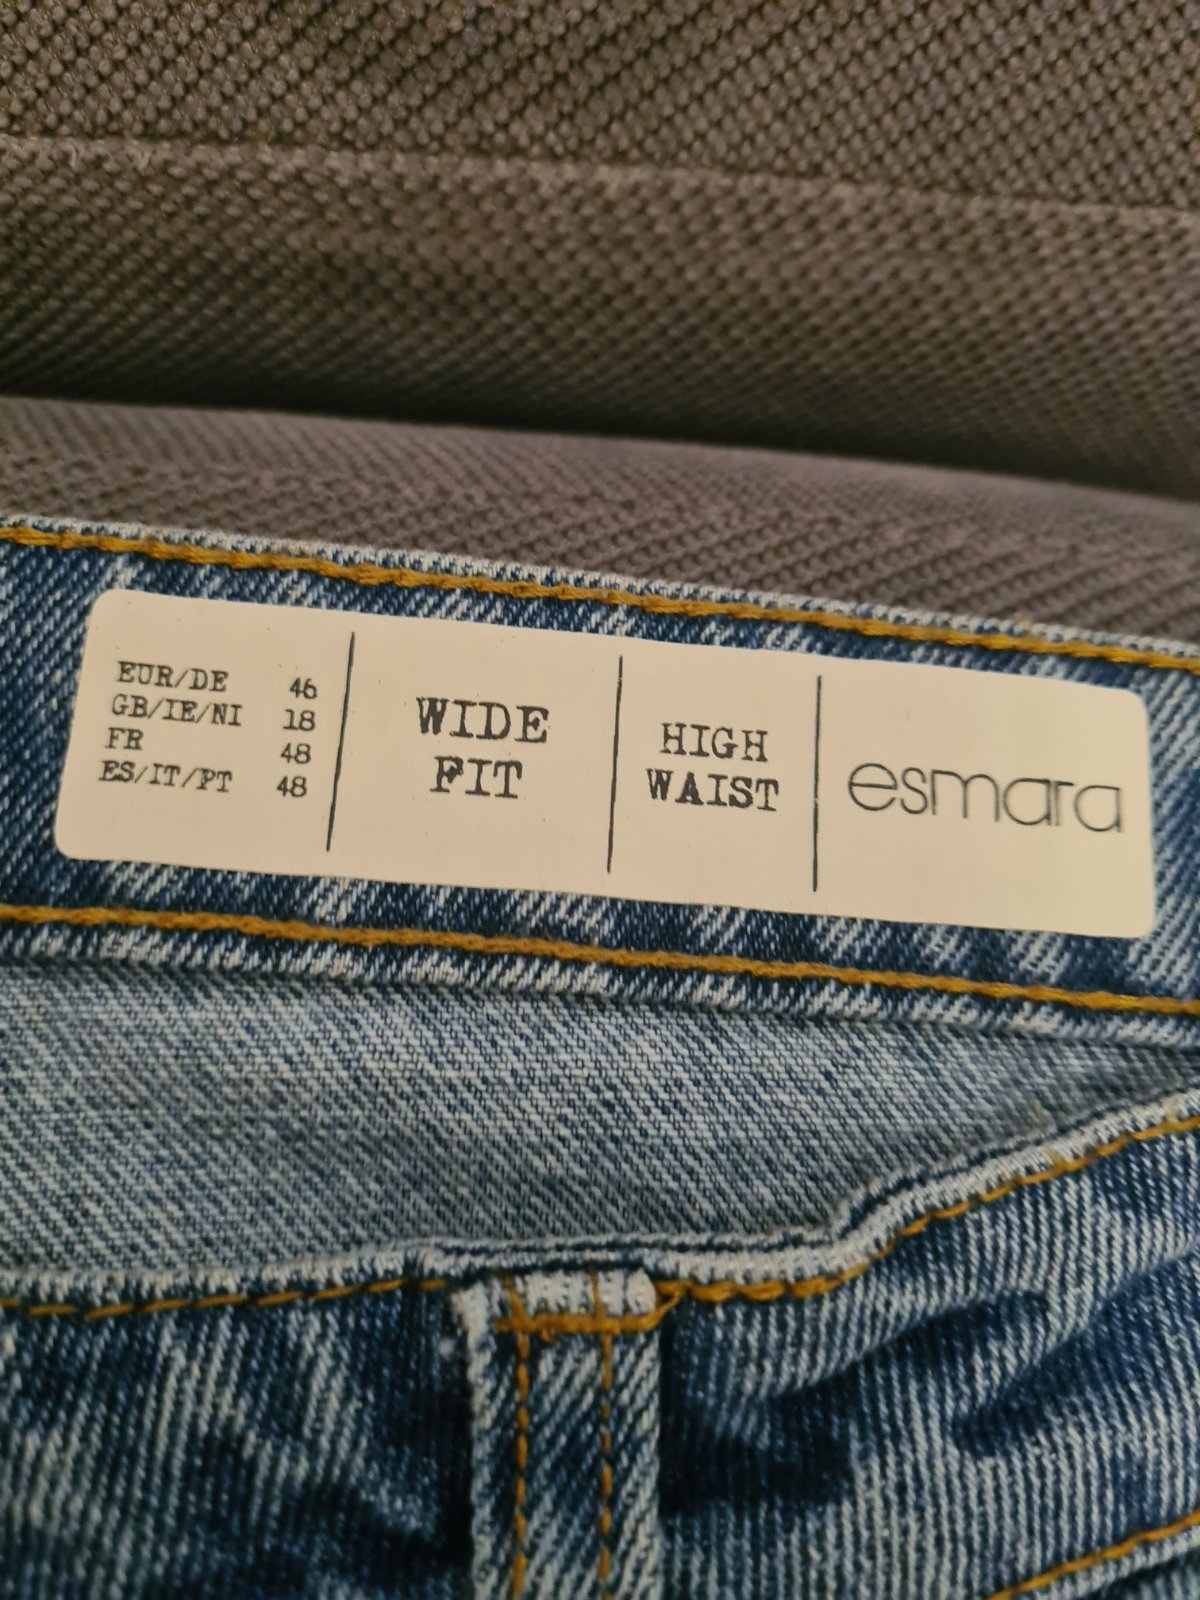 EUR/DE 46
GB/IE/NI 18
FR 48
ES/IT/PT 48
WIDE
FIT
HIGH
WAIST
esmara